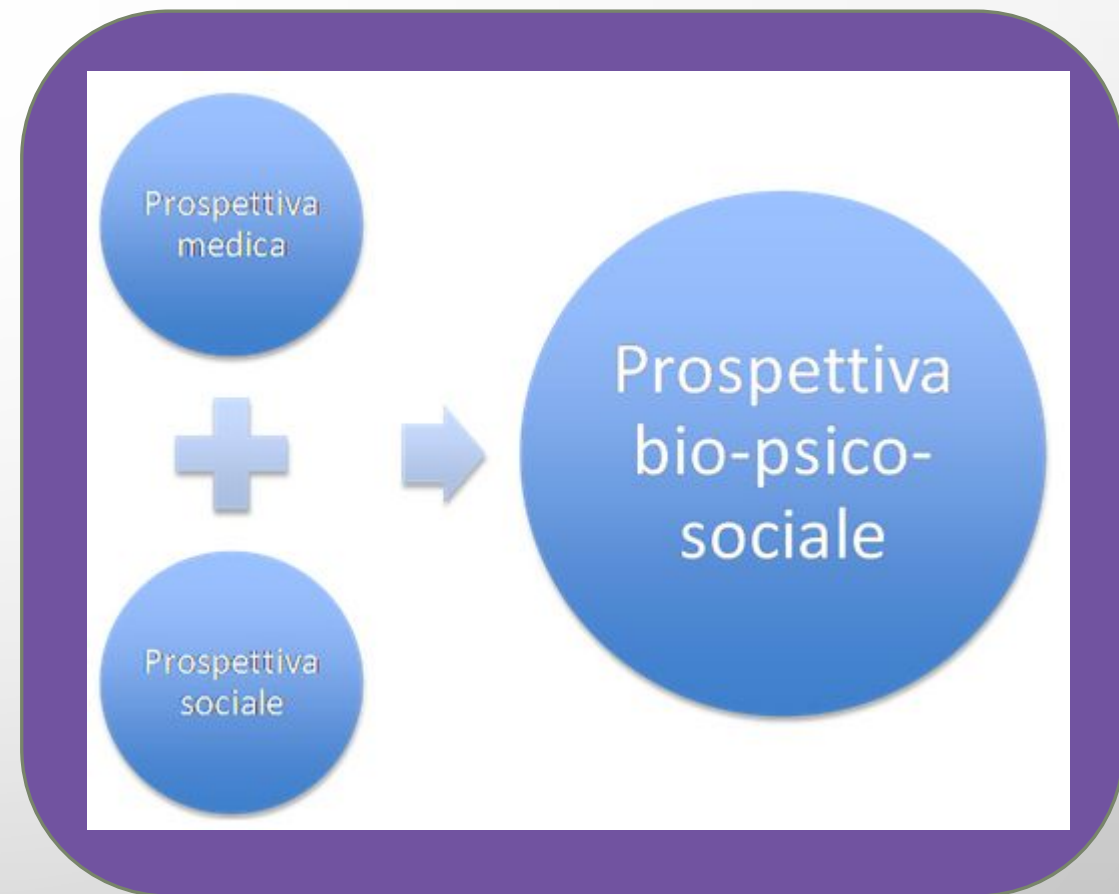 Prospettiva
medica
Prospettiva
sociale
Prospettiva
bio-psico-
sociale